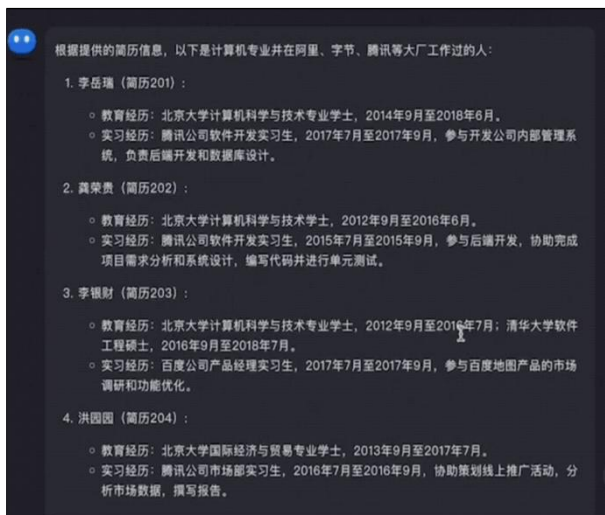 根据提供的简历信息，以下是计算机专业并在阿里、字节、腾讯等大厂工作过的人：
1. 李岳瑞（简历201）：
○ 教育经历：北京大学计算机科学与技术专业学士，2014年9月至2018年6月。
○ 实习经历：腾讯公司软件开发实习生，2017年7月至2017年9月，参与开发公司内部管理系
统，负责后端开发和数据库设计。
2. 龚荣贵（简历202）：
○ 教育经历：北京大学计算机科学与技术学士，2012年9月至2016年6月。
○ 实习经历：腾讯公司软件开发实习生，2015年7月至2015年9月，参与后端开发，协助完成
项目需求分析和系统设计，编写代码并进行单元测试。
3. 李银财（简历203）：
○ 教育经历：北京大学计算机科学与技术专业学士，2012年9月至2016年7月；清华大学软件
工程硕士，2016年9月至2018年7月。
○ 实习经历：百度公司产品经理实习生，2017年7月至2017年9月，参与百度地图产品的市场
调研和功能优化。
4. 洪园园（简历204）：
○ 教育经历：北京大学国际经济与贸易专业学士，2013年9月至2017年7月。
○ 实习经历：腾讯公司市场部实习生，2016年7月至2016年9月，协助策划线上推广活动，分
析市场数据，撰写报告。